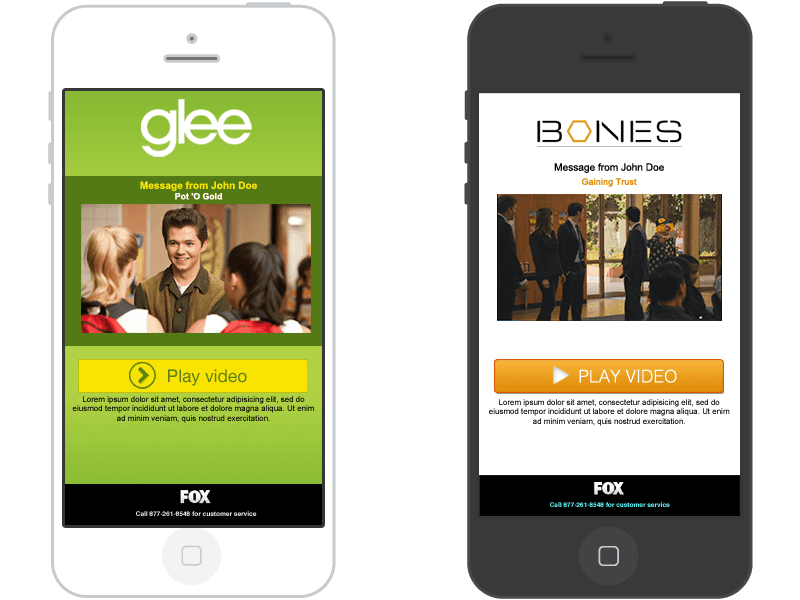 glee
Message from John Doe
Pot 'O Gold
Play video
Lorem ipsum dolor sit amet, consectetur adipisicing elit, sed do
eiusmod tempor incididunt ut labore et dolore magna aliqua. Ut enim
ad minim veniam, quis nostrud exercitation.
FOX
Call 877-261-8548 for customer service
BONES
Message from John Doe
Gaining Trust
PLAY VIDEO
Lorem ipsum dolor sit amet, consectetur adipisicing elit, sed do
eiusmod tempor incididunt ut labore et dolore magna aliqua. Ut enim
ad minim veniam, quis nostrud exercitation.
FOX
Call 877-261-8548 for customer service